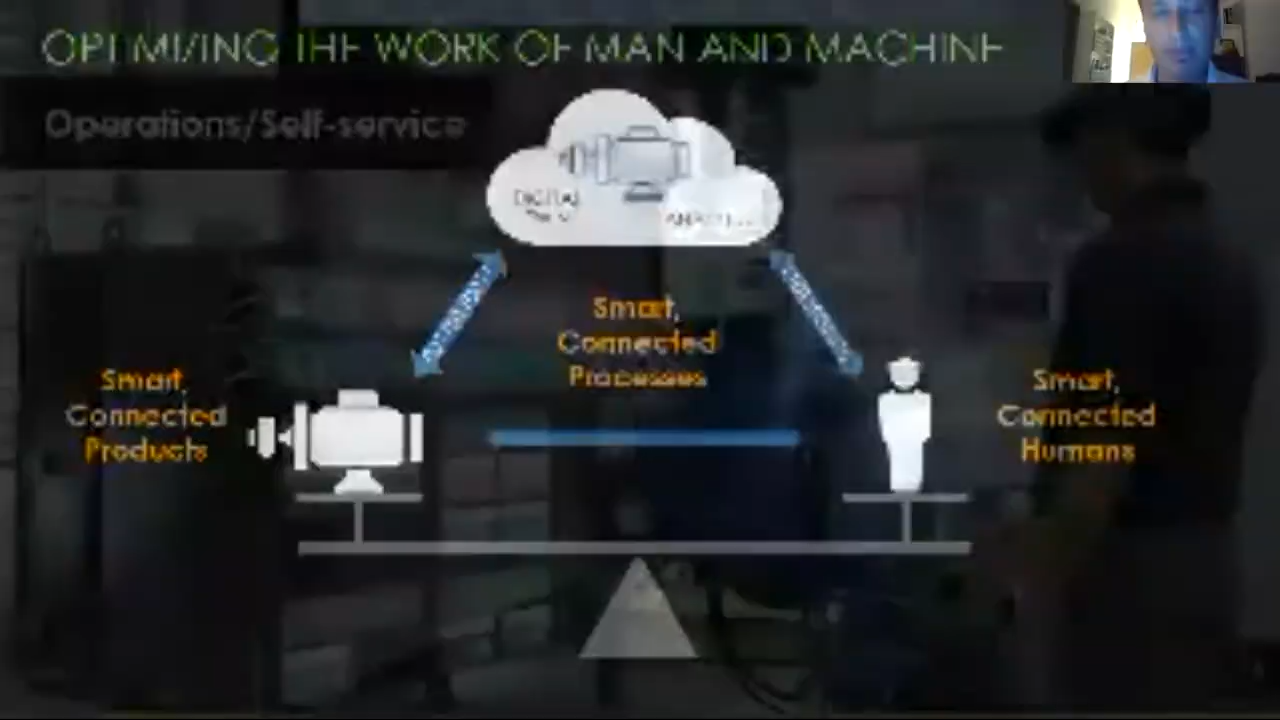 OPTIMIZING THE WORK OF MAN AND MACHINE
Operations/Self-service
DIGITAL
Smart,
Connected
Processes
Smart,
Connected
Products
Smart,
Connected
Humans